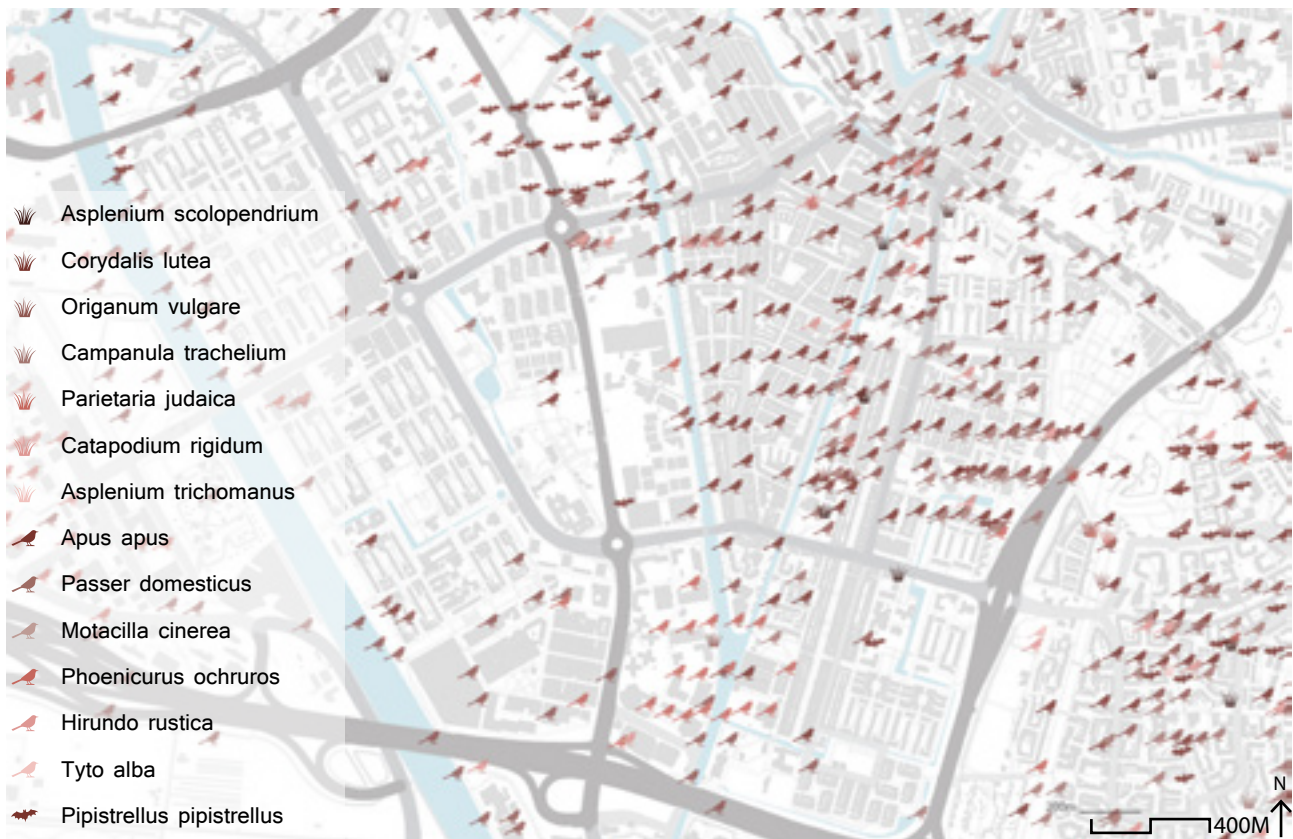 Asplenium scolopendrium
Corydalis lutea
Origanum vulgare
Campanula trachelium
Parietaria judaica
Catapodium rigidum
Asplenium trichomanus
Apus apus
Passer domesticus
Motacilla cinerea
Phoenicurus ochruros
Hirundo rustica
Tyto alba
Pipistrellus pipistrellus
N
400M